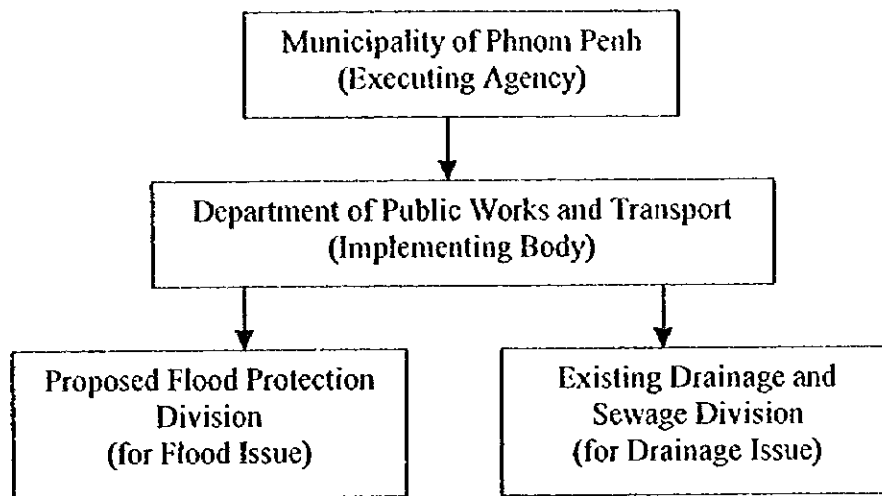 Municipality of Phnom Penh
(Executing Agency)
Department of Public Works and Transport
(Implementing Body)
Proposed Flood Protection
Division
(for Flood Issue)
Existing Drainage and
Sewage Division
(for Drainage Issue)